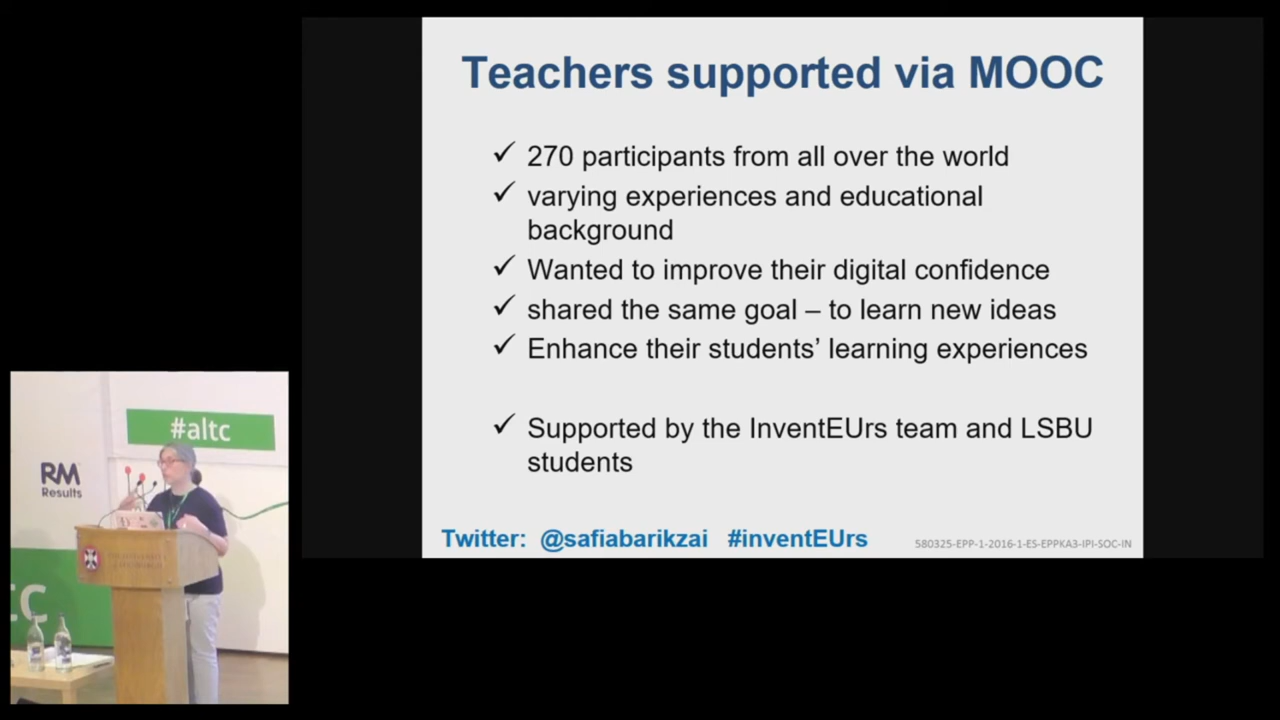 Teachers supported via MOOC
✓ 270 participants from all over the world
✓ varying experiences and educational
background
✓ Wanted to improve their digital confidence
✓ shared the same goal – to learn new ideas
✓ Enhance their students’ learning experiences
✓ Supported by the InventEUrs team and LSBU
students
Twitter: @safiabarikzai #inventEUrs
580325-EPP-1-2016-1-ES-EPPKA3-IPI-SOC-IN
#altc
RM
Results
tc